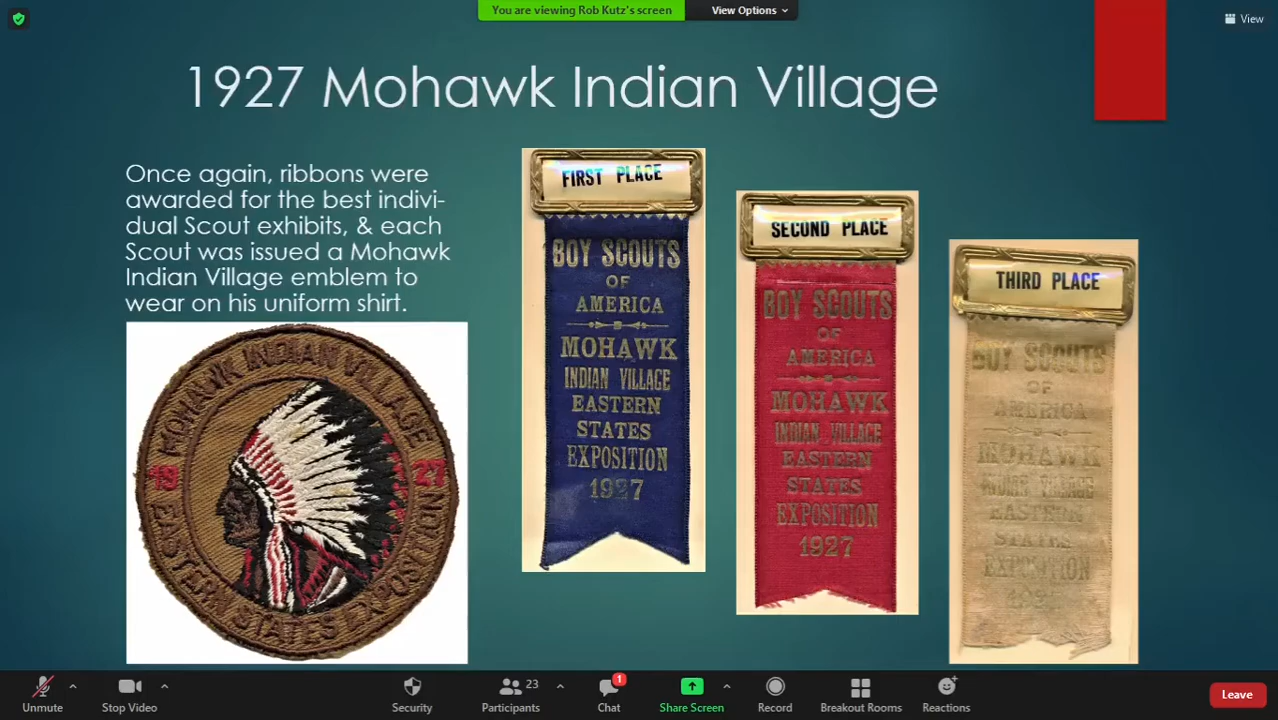 You are viewing Rob Kutz's screen
View Options
View
1927 Mohawk Indian Village
Once again, ribbons were
awarded for the best indivi-
dual Scout exhibits, & each
Scout was issued a Mohawk
Indian Village emblem to
wear on his uniform shirt.
MOHAWK INDIAN VILLAGE
19 27
EASTERN STATES EXPOSITION
FIRST PLACE
BOY SCOUTS
OF
AMERICA
MOHAWK
INDIAN VILLAGE
EASTERN
STATES
EXPOSITION
1927
SECOND PLACE
BOY SCOUTS
OF
AMERICA
MOHAWK
INDIAN VILLAGE
EASTERN
STATES
EXPOSITION
1927
THIRD PLACE
BOY SCOUTS
OF
AMERICA
MOHAWK
INDIAN VILLAGE
EASTERN
STATES
EXPOSITION
Unmute
Stop Video
Security
23
Participants
1
Chat
Share Screen
Record
Breakout Rooms
Reactions
Leave